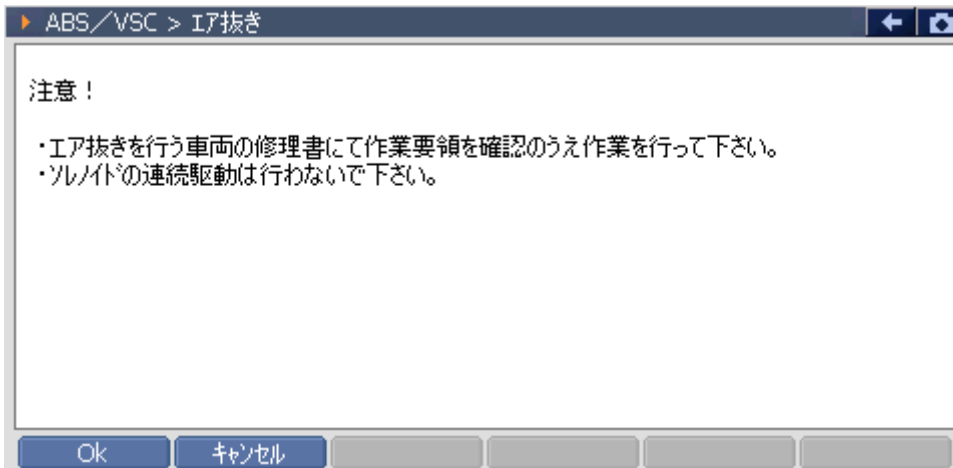 ABS／VSC > ｴｱ抜き
注意！
・エア抜きを行う車両の修理書にて作業要領を確認のうえ作業を行って下さい。
・ｿﾚﾉｲﾄﾞの連続駆動は行わないで下さい。
Ok ｷｬﾝｾﾙ